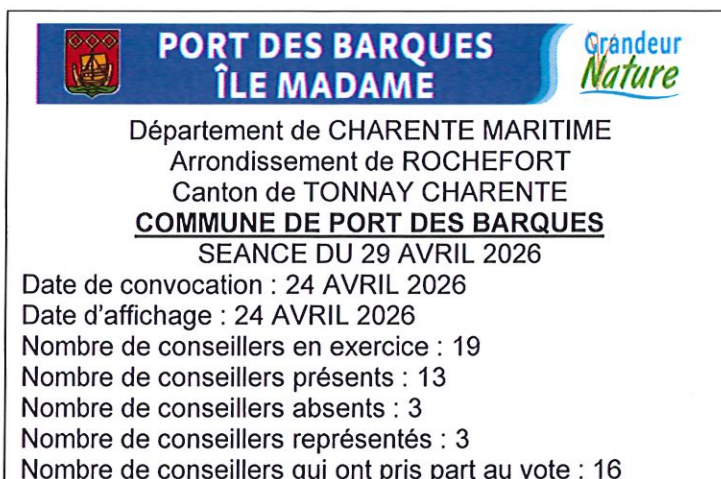 PORT DES BARQUES
ÎLE MADAME
Grandeur
Nature
Département de CHARENTE MARITIME
Arrondissement de ROCHEFORT
Canton de TONNAY CHARENTE
COMMUNE DE PORT DES BARQUES
SEANCE DU 29 AVRIL 2026
Date de convocation : 24 AVRIL 2026
Date d'affichage : 24 AVRIL 2026
Nombre de conseillers en exercice : 19
Nombre de conseillers présents : 13
Nombre de conseillers absents : 3
Nombre de conseillers représentés : 3
Nombre de conseillers qui ont pris part au vote : 16